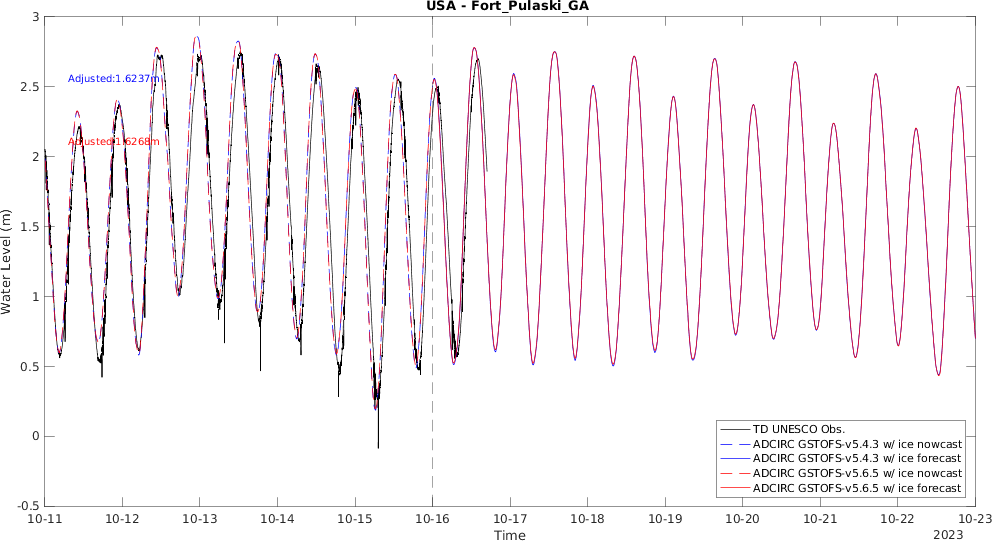 USA - Fort_Pulaski_GA
3
2.5
2
1.5
1
0.5
0
-0.5
Water Level (m)
Adjusted:1.6237m
Adjusted:1.6268m
TD UNESCO Obs.
ADCIRC GSTOFS-v5.4.3 w/ ice nowcast
ADCIRC GSTOFS-v5.4.3 w/ ice forecast
ADCIRC GSTOFS-v5.6.5 w/ ice nowcast
ADCIRC GSTOFS-v5.6.5 w/ ice forecast
10-11 10-12 10-13 10-14 10-15 10-16 10-17 10-18 10-19 10-20 10-21 10-22 10-23
Time
2023